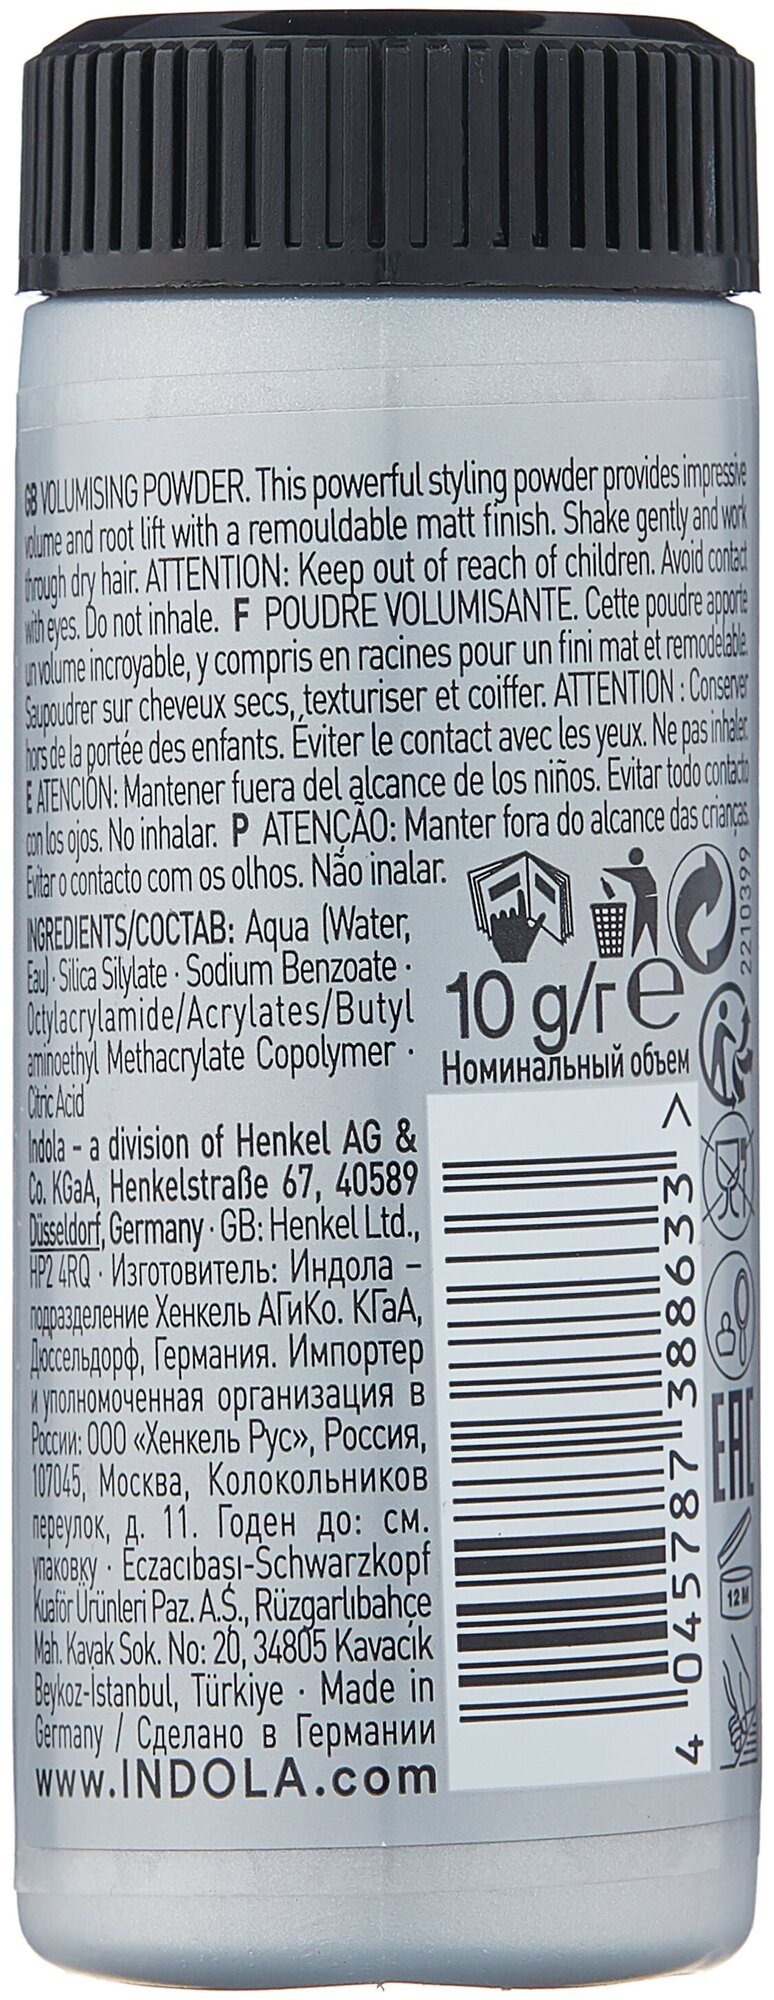 GB VOLUMISING POWDER. This powerful styling powder provides impressive
volume and root lift with a remouldable matt finish. Shake gently and work
through dry hair. ATTENTION: Keep out of reach of children. Avoid contact
with eyes. Do not inhale. F POUDRE VOLUMISANTE. Cette poudre apporte
un volume incroyable, y compris en racines pour un fini mat et remodelable.
Saupoudrer sur cheveux secs, texturiser et coiffer. ATTENTION : Conserver
hors de la portée des enfants. Éviter le contact avec les yeux. Ne pas inhaler.
E ATENCIÓN: Mantener fuera del alcance de los niños. Evitar todo contacto
con los ojos. No inhalar. P ATENÇÃO: Manter fora do alcance das crianças.
Evitar o contacto com os olhos. Não inalar.
INGREDIENTS/СОСТАВ: Aqua (Water,
Eau) · Silica Silylate · Sodium Benzoate ·
Octylacrylamide/Acrylates/Butyl
aminoethyl Methacrylate Copolymer ·
Citric Acid
Indola – a division of Henkel AG &
Co. KGaA, Henkelstraße 67, 40589
Düsseldorf, Germany · GB: Henkel Ltd.,
HP2 4RQ · Изготовитель: Индола –
подразделение Хенкель АГиКо. КГаА,
Дюссельдорф, Германия. Импортер
и уполномоченная организация в
России: ООО «Хенкель Рус», Россия,
107045, Москва, Колокольников
переулок, д. 11. Годен до: см.
упаковку · Eczacıbaşı-Schwarzkopf
Kuaför Ürünleri Paz. A.Ş., Rüzgarlıbahçe
Mah. Kavak Sok. No: 20, 34805 Kavacık
Beykoz-İstanbul, Türkiye · Made in
Germany / Сделано в Германии
www.INDOLA.com
10 g/г e
Номинальный объем
2210399
4 045787 388633 >
EAC
12 M